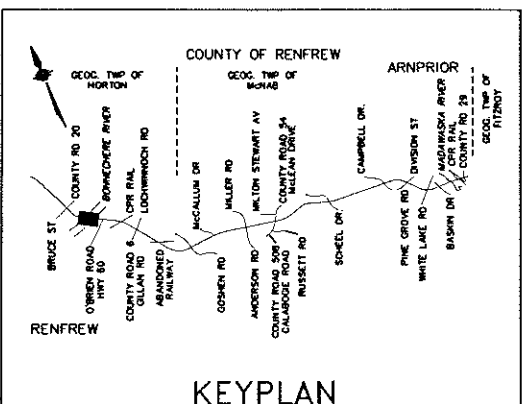 COUNTY OF RENFREW
GEOG. TWP OF
HORTON
GEOG. TWP OF
McNAB
ARNPRIOR
GEOG. TWP OF
FITZROY
BRUCE ST
COUNTY RD 20
BONNECHERE RIVER
O'BRIEN ROAD
HWY 60
CPR RAIL
COUNTY ROAD 6
GILLAN RD
LOCHWINNOCH RD
ABANDONED
RAILWAY
McCALLUM DR
GOSHEN RD
MILLER RD
ANDERSON RD
MILTON STEWART AV
COUNTY ROAD 54
McLEAN DRIVE
COUNTY ROAD 508
CALABOGIE ROAD
RUSSETT RD
SCHEEL DR.
CAMPBELL DR.
DIVISION ST
PINE GROVE RD
WHITE LAKE RD
MADAWASKA RIVER
CPR RAIL
COUNTY RD 29
BASKIN DR
RENFREW
KEYPLAN